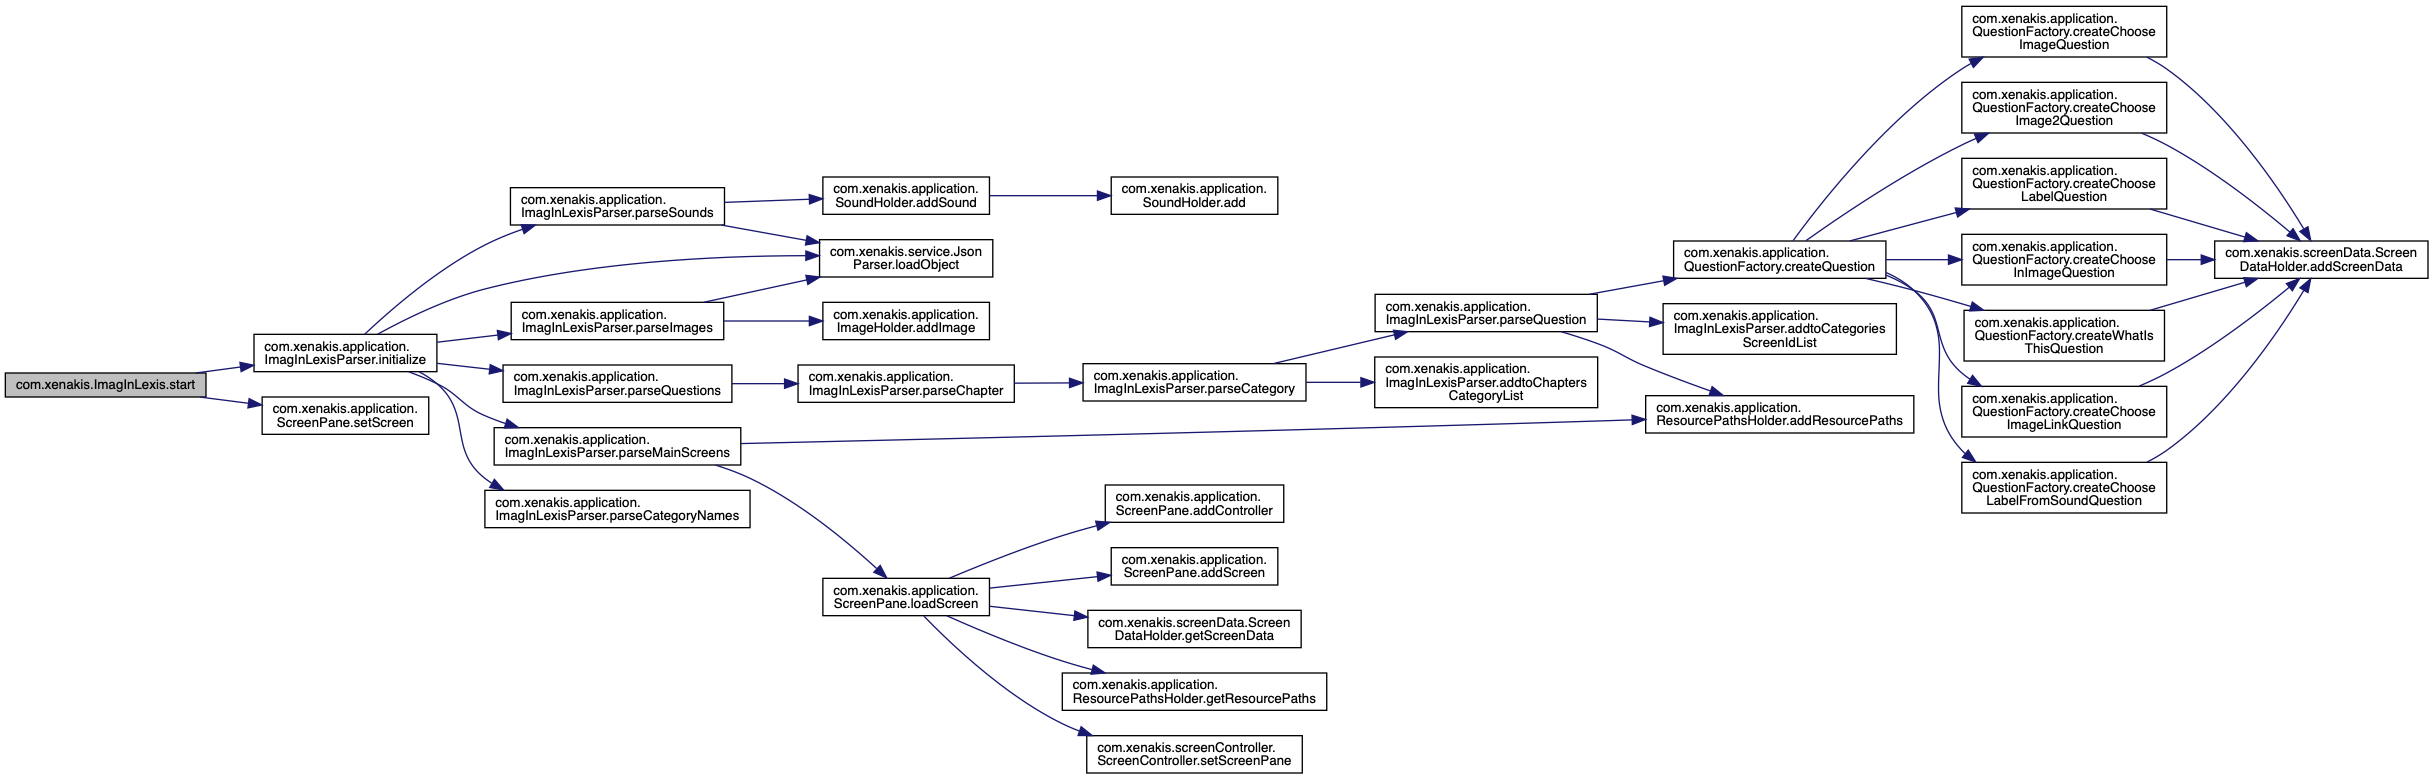 com.xenakis.ImagInLexis.start
com.xenakis.application.
ImagInLexisParser.initialize
com.xenakis.application.
ScreenPane.setScreen
com.xenakis.application.
ImagInLexisParser.parseSounds
com.xenakis.application.
ImagInLexisParser.parseImages
com.xenakis.application.
ImagInLexisParser.parseQuestions
com.xenakis.application.
ImagInLexisParser.parseMainScreens
com.xenakis.application.
ImagInLexisParser.parseCategoryNames
com.xenakis.application.
SoundHolder.addSound
com.xenakis.service.Json
Parser.loadObject
com.xenakis.application.
ImageHolder.addImage
com.xenakis.application.
ImagInLexisParser.parseChapter
com.xenakis.application.
ScreenPane.loadScreen
com.xenakis.application.
SoundHolder.add
com.xenakis.application.
ImagInLexisParser.parseCategory
com.xenakis.application.
ScreenPane.addController
com.xenakis.application.
ScreenPane.addScreen
com.xenakis.screenData.Screen
DataHolder.getScreenData
com.xenakis.application.
ResourcePathsHolder.getResourcePaths
com.xenakis.screenController.
ScreenController.setScreenPane
com.xenakis.application.
ImagInLexisParser.parseQuestion
com.xenakis.application.
ImagInLexisParser.addtoChapters
CategoryList
com.xenakis.application.
QuestionFactory.createQuestion
com.xenakis.application.
ImagInLexisParser.addtoCategories
ScreenIdList
com.xenakis.application.
ResourcePathsHolder.addResourcePaths
com.xenakis.application.
QuestionFactory.createChoose
ImageQuestion
com.xenakis.application.
QuestionFactory.createChoose
Image2Question
com.xenakis.application.
QuestionFactory.createChoose
LabelQuestion
com.xenakis.application.
QuestionFactory.createChoose
InImageQuestion
com.xenakis.application.
QuestionFactory.createWhatIs
ThisQuestion
com.xenakis.application.
QuestionFactory.createChoose
ImageLinkQuestion
com.xenakis.application.
QuestionFactory.createChoose
LabelFromSoundQuestion
com.xenakis.screenData.Screen
DataHolder.addScreenData